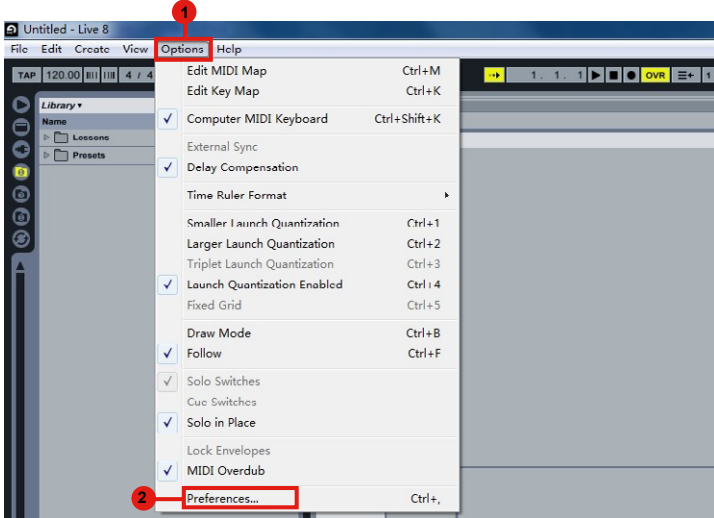 1
Untitled - Live 8
File Edit Create View Options Help
TAP 120.00 4 / 4 1. 1. 1 OVR 1
Library
Name
Lessons
Presets
Edit MIDI Map Ctrl+M
Edit Key Map Ctrl+K
Computer MIDI Keyboard Ctrl+Shift+K
External Sync
Delay Compensation
Time Ruler Format
Smaller Launch Quantization Ctrl+1
Larger Launch Quantization Ctrl+2
Triplet Launch Quantization Ctrl+3
Launch Quantization Enabled Ctrl+4
Fixed Grid Ctrl+5
Draw Mode Ctrl+B
Follow Ctrl+F
Solo Switches
Cue Switches
Solo in Place
Lock Envelopes
MIDI Overdub
2 Preferences... Ctrl+,